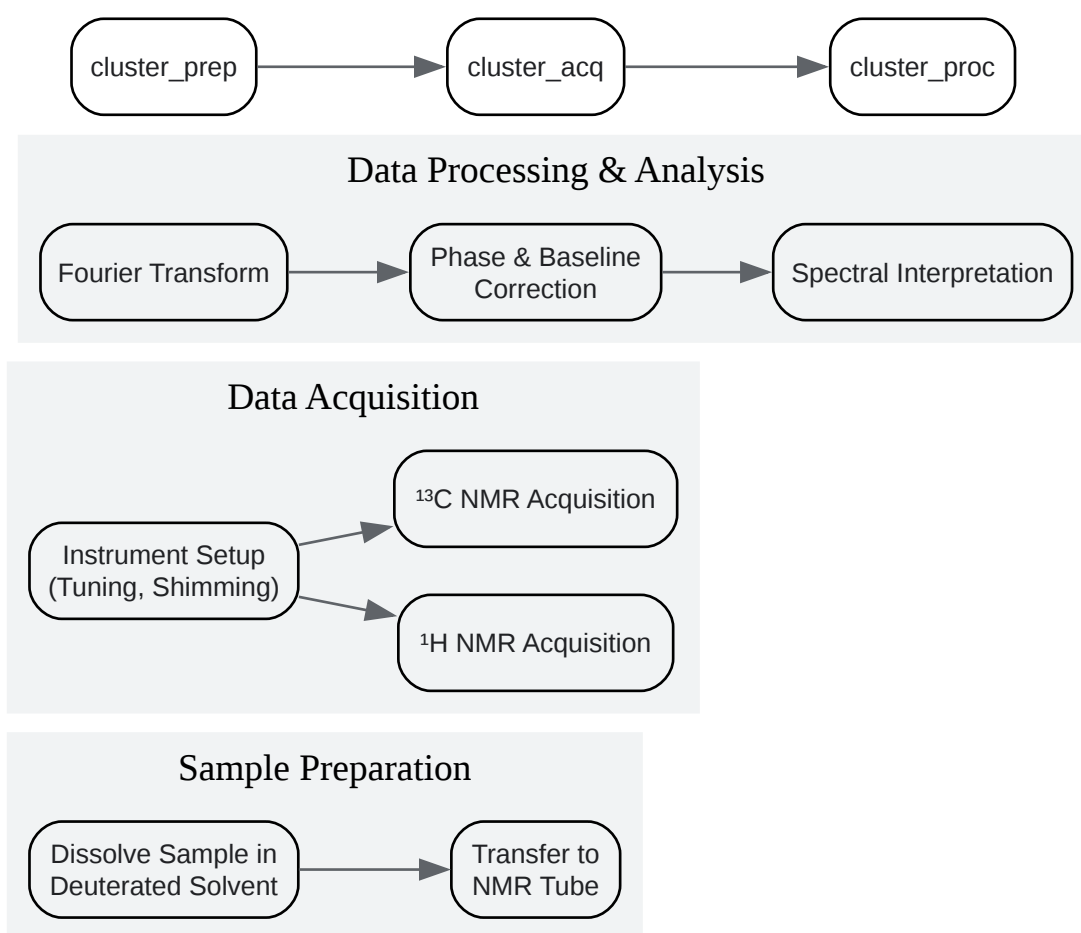 cluster_prep
cluster_acq
cluster_proc
Data Processing & Analysis
Fourier Transform
Phase & Baseline
Correction
Spectral Interpretation
Data Acquisition
¹³C NMR Acquisition
Instrument Setup
(Tuning, Shimming)
¹H NMR Acquisition
Sample Preparation
Dissolve Sample in
Deuterated Solvent
Transfer to
NMR Tube